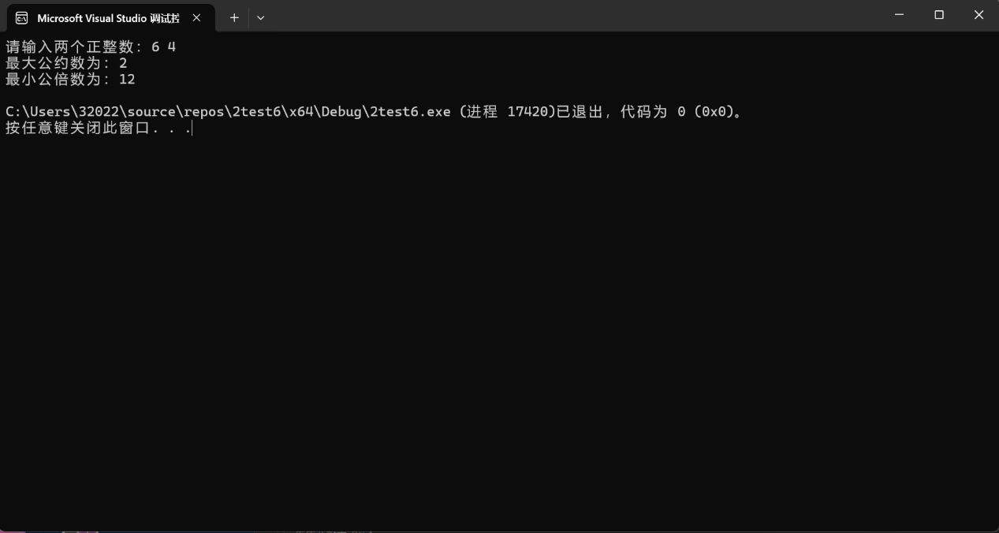 Microsoft Visual Studio 调试控
请输入两个正整数: 6 4
最大公约数为: 2
最小公倍数为: 12
C:\Users\32022\source\repos\2test6\x64\Debug\2test6.exe (进程 17420)已退出，代码为 0 (0x0)。
按任意键关闭此窗口. . .